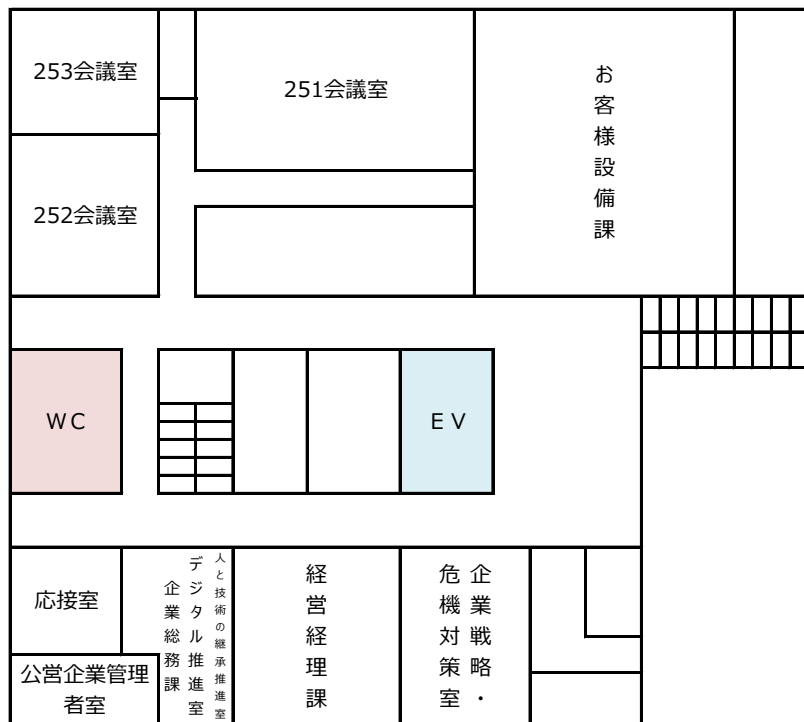 253会議室
251会議室
お客様設備課
252会議室
WC
EV
人と技術の継承推進室
デジタル推進室
企業総務課
経営経理課
企業戦略・
危機対策室
応接室
公営企業管理
者室